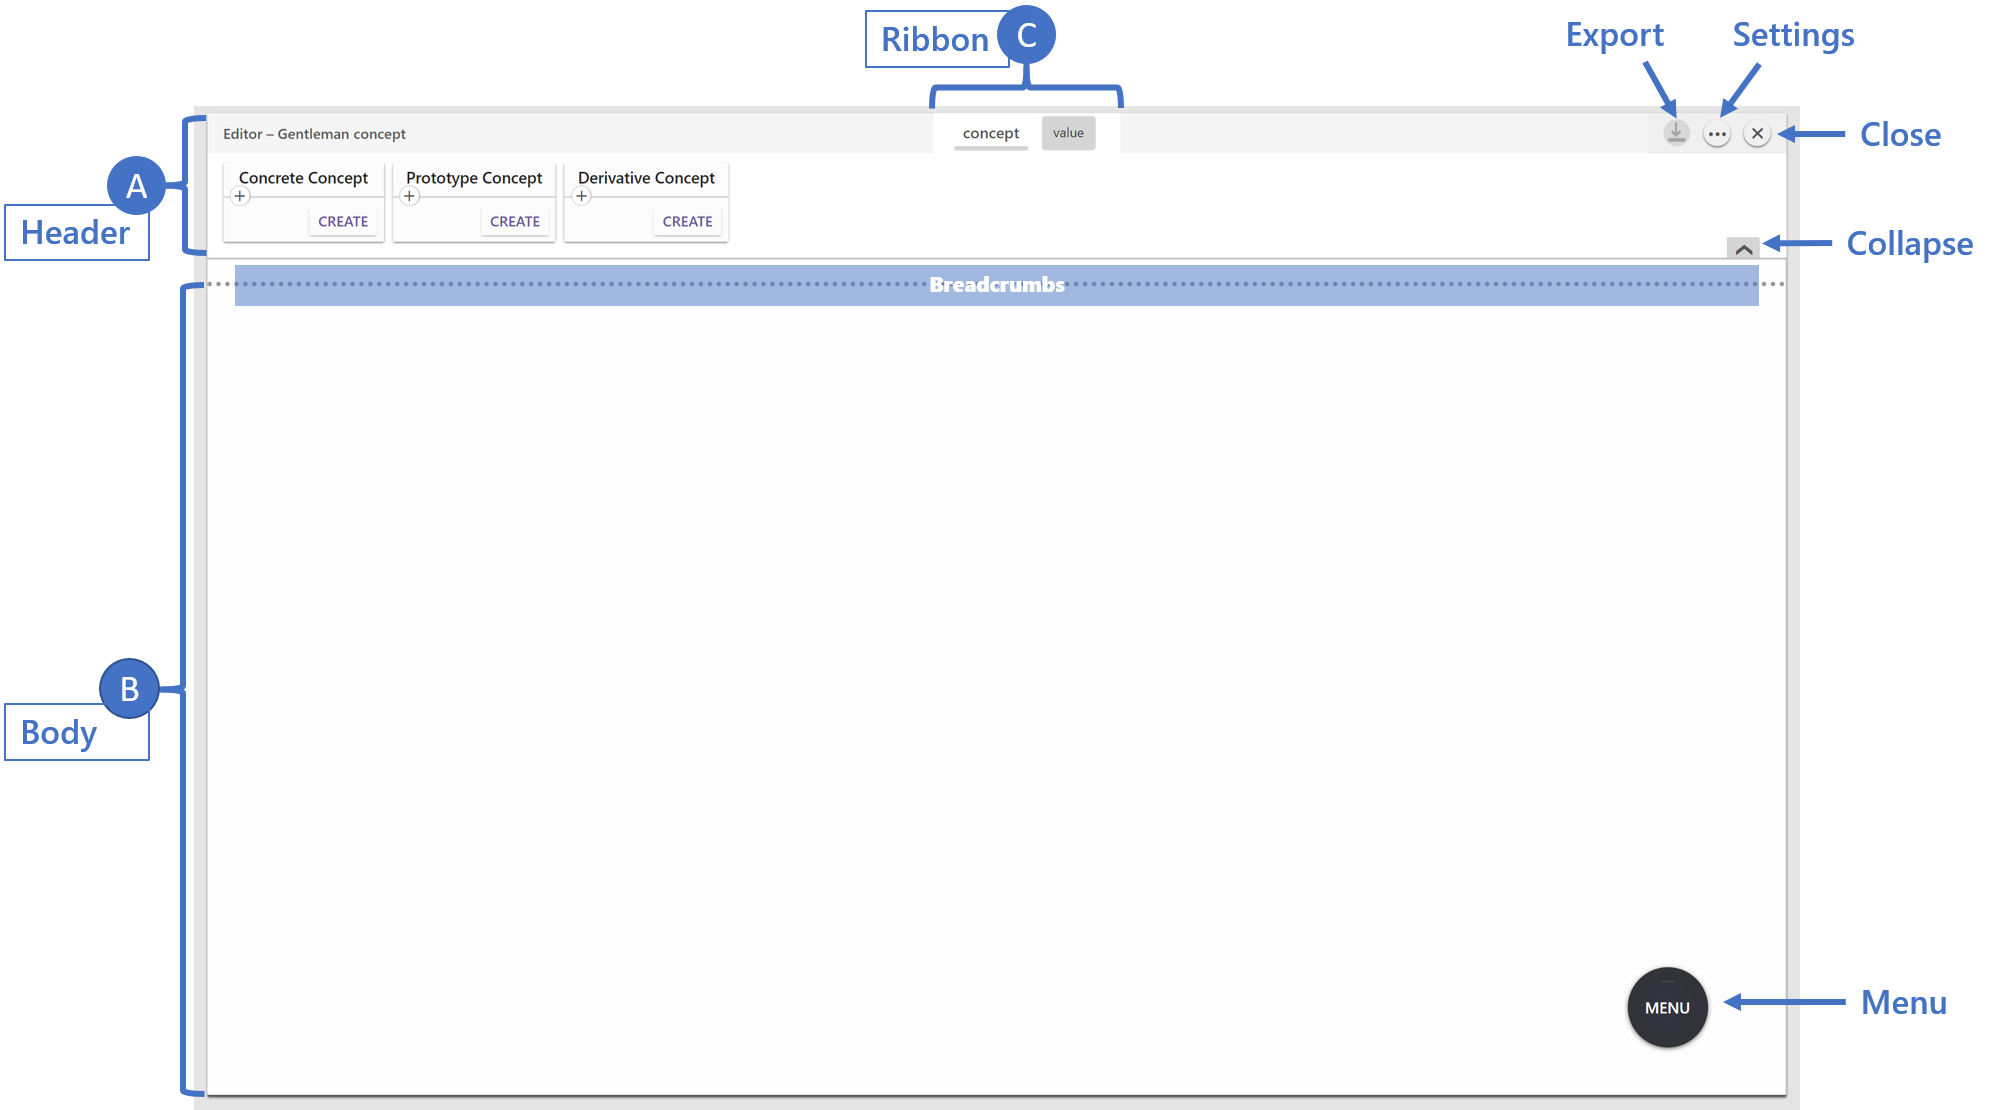 Ribbon
C
Export
Settings
Editor – Gentleman concept
concept
value
Close
Concrete Concept
Prototype Concept
Derivative Concept
A
Header
CREATE
CREATE
CREATE
Collapse
Breadcrumbs
B
Body
MENU
Menu